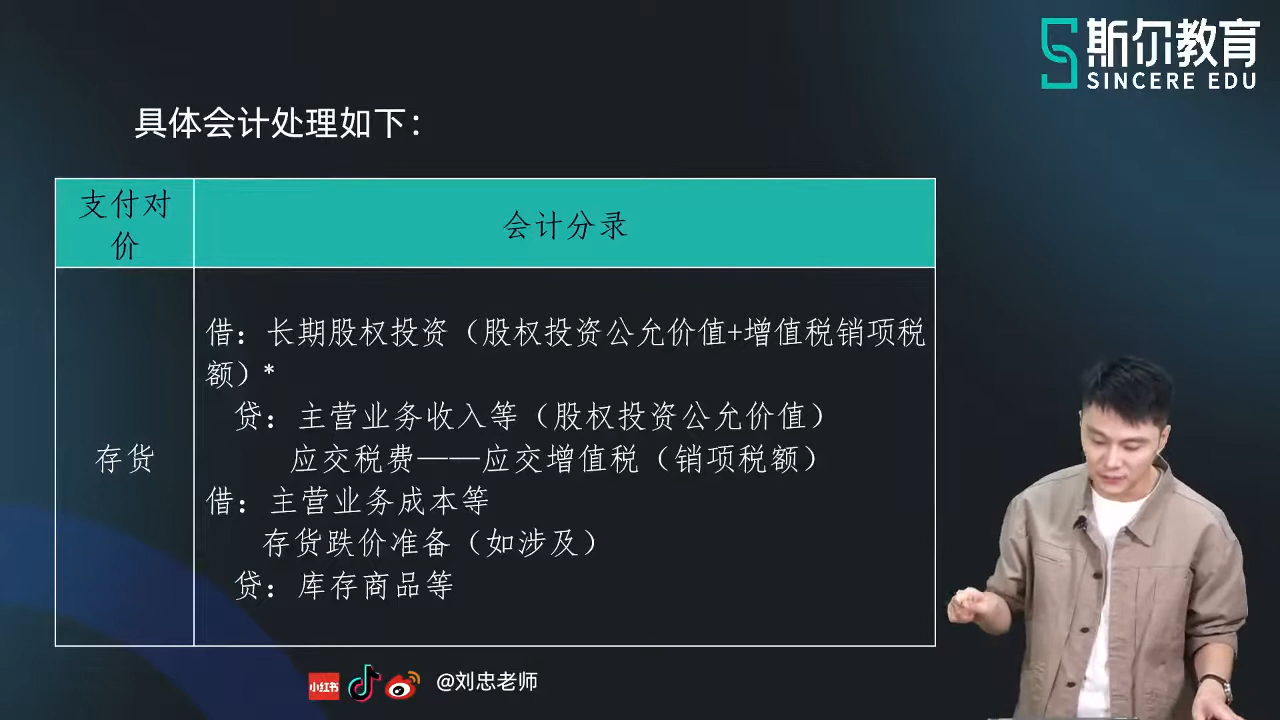 斯尔教育
SINCERE EDU
具体会计处理如下：
支付对
价
会计分录
存货
借：长期股权投资（股权投资公允价值+增值税销项税
额）*
贷：主营业务收入等（股权投资公允价值）
应交税费——应交增值税（销项税额）
借：主营业务成本等
存货跌价准备（如涉及）
贷：库存商品等
小红书
@刘忠老师